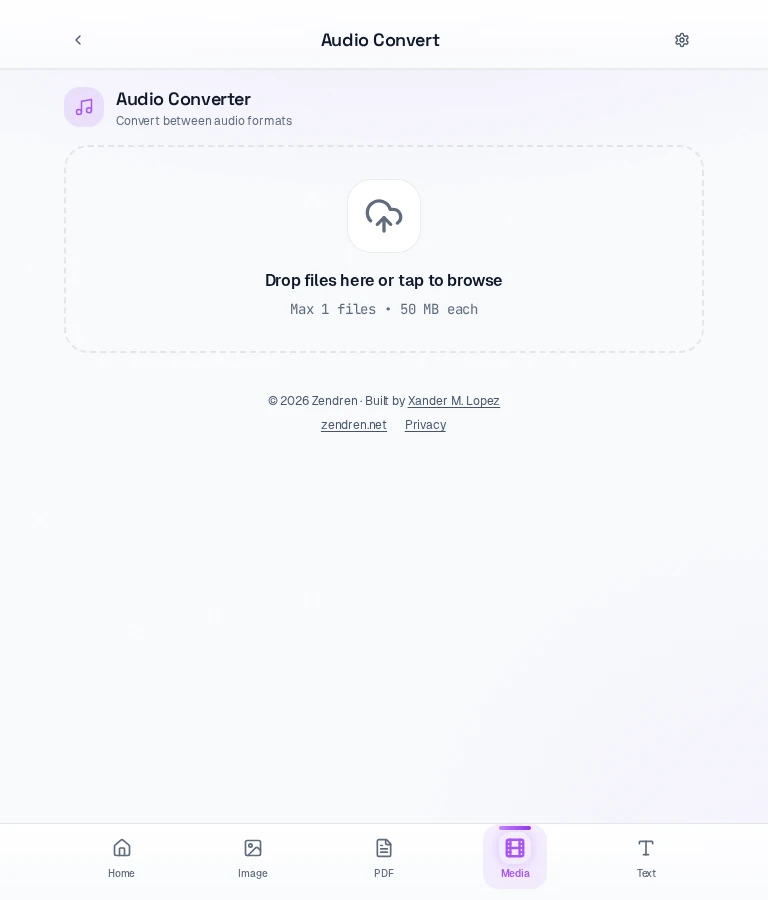 Audio Convert
Audio Converter
Convert between audio formats
Drop files here or tap to browse
Max 1 files • 50 MB each
© 2026 Zendren · Built by Xander M. Lopez
zendren.net Privacy
Home Image PDF Media Text